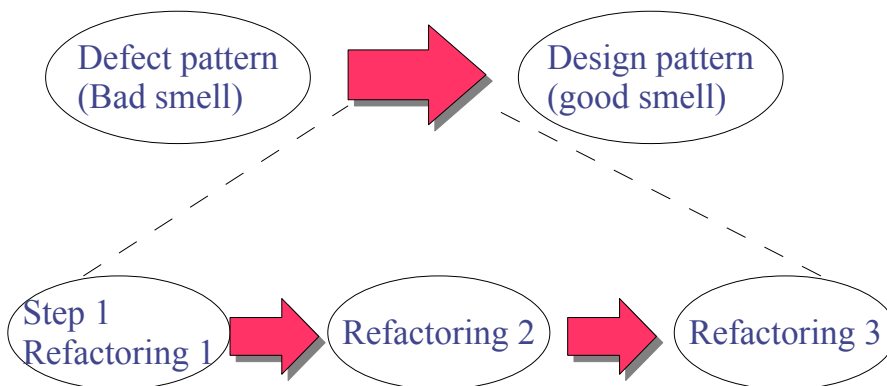 Defect pattern
(Bad smell)
Design pattern
(good smell)
Step 1
Refactoring 1
Refactoring 2
Refactoring 3